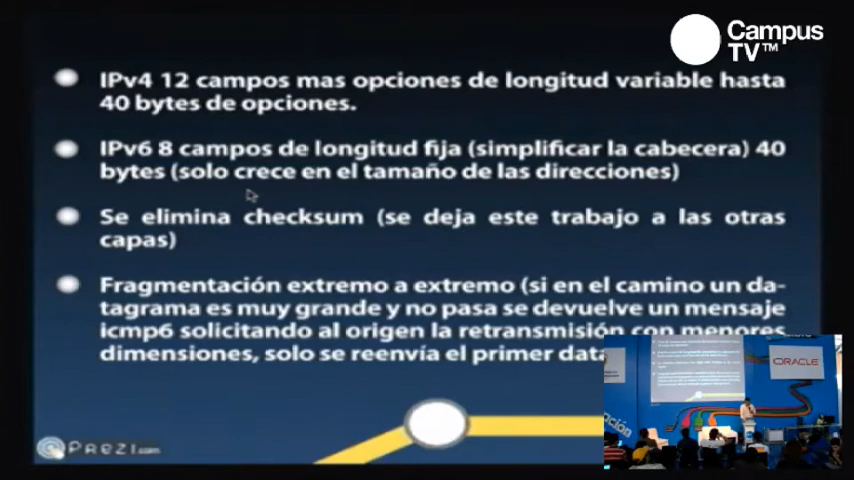 Campus
TV™
IPv4 12 campos mas opciones de longitud variable hasta
40 bytes de opciones.
IPv6 8 campos de longitud fija (simplificar la cabecera) 40
bytes (solo crece en el tamaño de las direcciones)
Se elimina checksum (se deja este trabajo a las otras
capas)
Fragmentación extremo a extremo (si en el camino un da-
tagrama es muy grande y no pasa se devuelve un mensaje
icmp6 solicitando al origen la retransmisión con menores
dimensiones, solo se reenvía el primer data
ORACLE
Prezi.com